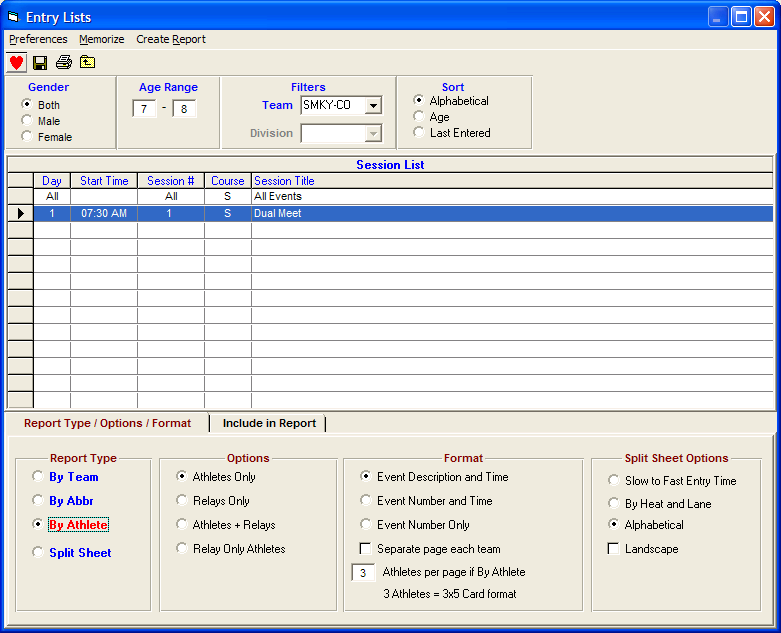 Entry Lists
Preferences Memorize Create Report
Gender Age Range Filters Sort
Both 7 - 8 Team SMKY-CO Alphabetical
Male Age
Female Division Last Entered
Session List
Day Start Time Session # Course Session Title
All All S All Events
1 07:30 AM 1 S Dual Meet
Report Type / Options / Format Include in Report
Report Type Options Format Split Sheet Options
By Team Athletes Only Event Description and Time Slow to Fast Entry Time
By Abbr Relays Only Event Number and Time By Heat and Lane
By Athlete Athletes + Relays Event Number Only Alphabetical
Split Sheet Relay Only Athletes Separate page each team Landscape
3 Athletes per page if By Athlete
3 Athletes = 3x5 Card format